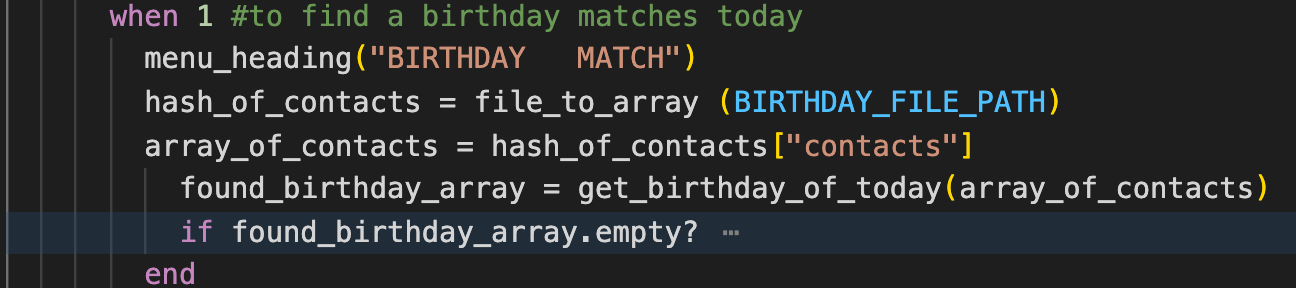 when 1 #to find a birthday matches today
menu_heading("BIRTHDAY   MATCH")
hash_of_contacts = file_to_array (BIRTHDAY_FILE_PATH)
array_of_contacts = hash_of_contacts["contacts"]
found_birthday_array = get_birthday_of_today(array_of_contacts)
if found_birthday_array.empty? ⋯
end